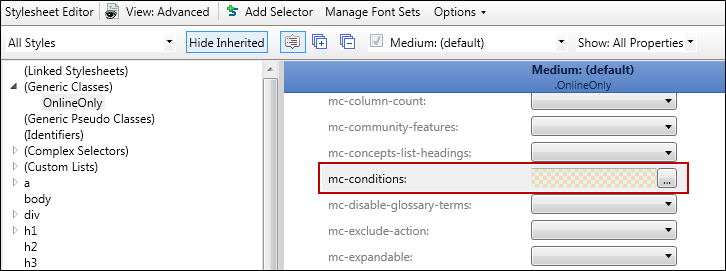 Stylesheet Editor View: Advanced Add Selector Manage Font Sets Options
All Styles Hide Inherited Medium: (default) Show: All Properties
(Linked Stylesheets)
(Generic Classes)
OnlineOnly
(Generic Pseudo Classes)
(Identifiers)
(Complex Selectors)
(Custom Lists)
a
body
div
h1
h2
h3
Medium: (default)
.OnlineOnly
mc-column-count:
mc-community-features:
mc-concepts-list-headings:
mc-conditions: ...
mc-disable-glossary-terms:
mc-exclude-action:
mc-expandable: